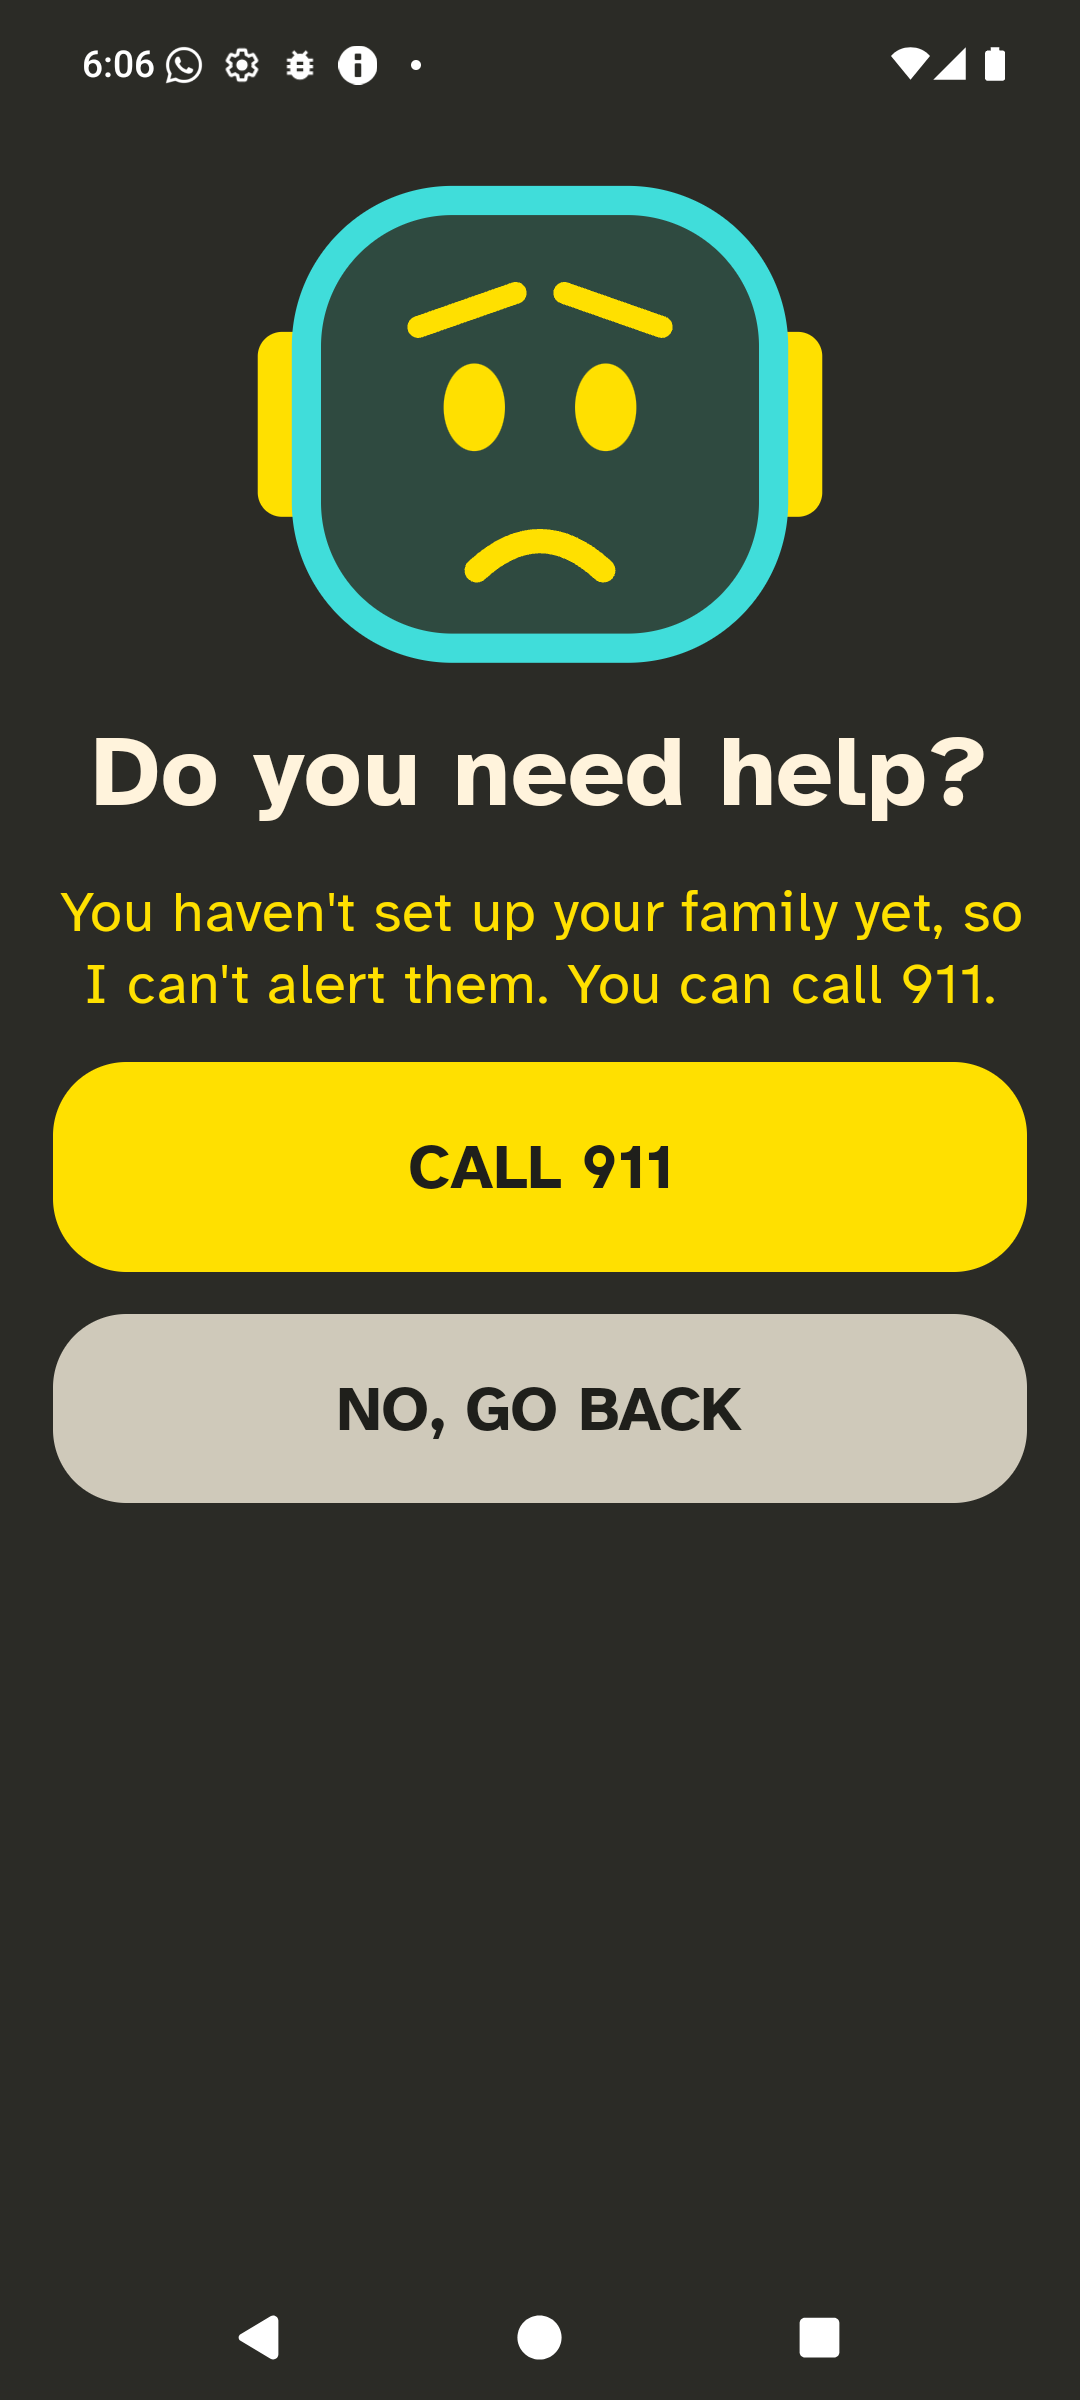 6:06
Do you need help?
You haven't set up your family yet, so
I can't alert them. You can call 911.
CALL 911
NO, GO BACK